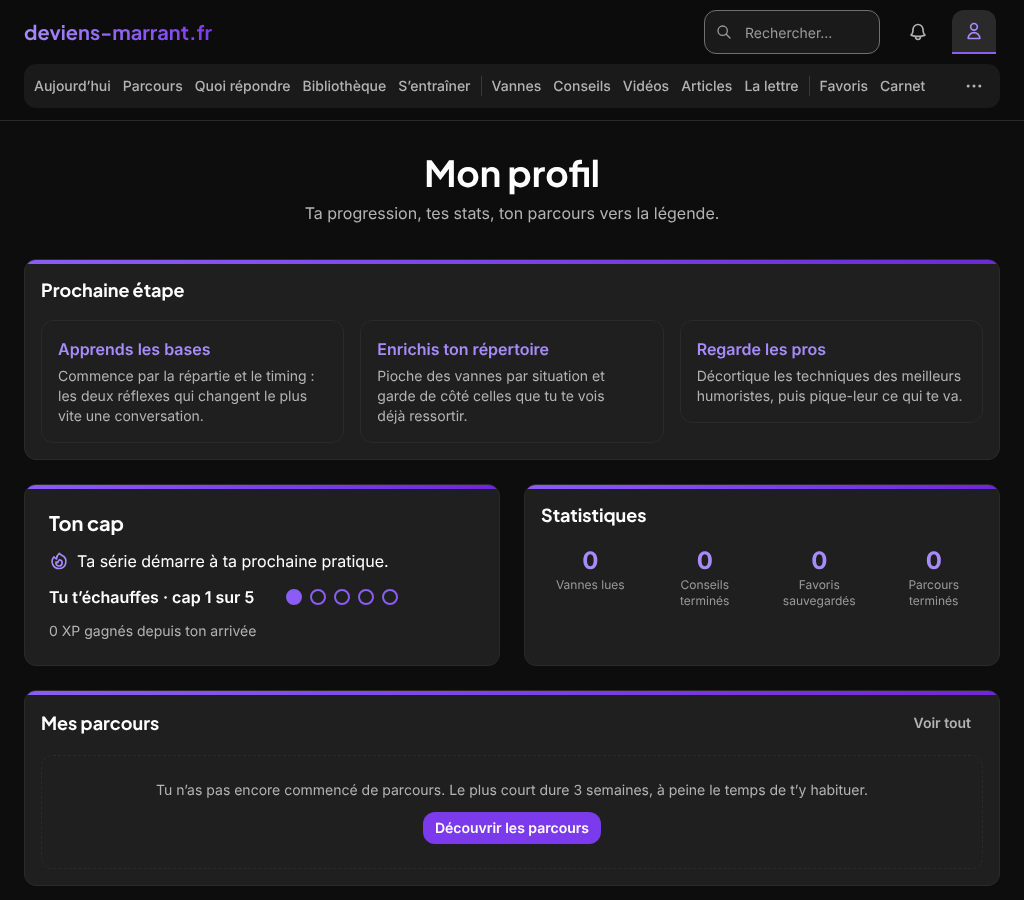 deviens-marrant.fr
Rechercher...
Aujourd’hui Parcours Quoi répondre Bibliothèque S’entraîner Vannes Conseils Vidéos Articles La lettre Favoris Carnet ...
Mon profil
Ta progression, tes stats, ton parcours vers la légende.
Prochaine étape
Apprends les bases
Commence par la répartie et le timing :
les deux réflexes qui changent le plus
vite une conversation.
Enrichis ton répertoire
Pioche des vannes par situation et
garde de côté celles que tu te vois
déjà ressortir.
Regarde les pros
Décortique les techniques des meilleurs
humoristes, puis pique-leur ce qui te va.
Ton cap
Ta série démarre à ta prochaine pratique.
Tu t’échauffes · cap 1 sur 5
0 XP gagnés depuis ton arrivée
Statistiques
0
Vannes lues
0
Conseils
terminés
0
Favoris
sauvegardés
0
Parcours
terminés
Mes parcours
Voir tout
Tu n’as pas encore commencé de parcours. Le plus court dure 3 semaines, à peine le temps de t’y habituer.
Découvrir les parcours